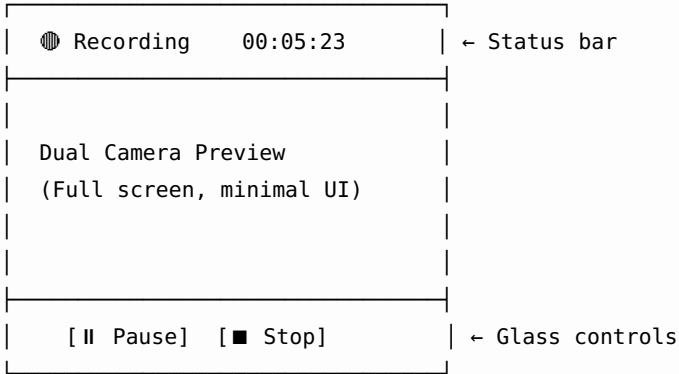 ◍ Recording 00:05:23 ← Status bar
Dual Camera Preview
(Full screen, minimal UI)
[⏸ Pause] [⏹ Stop] ← Glass controls